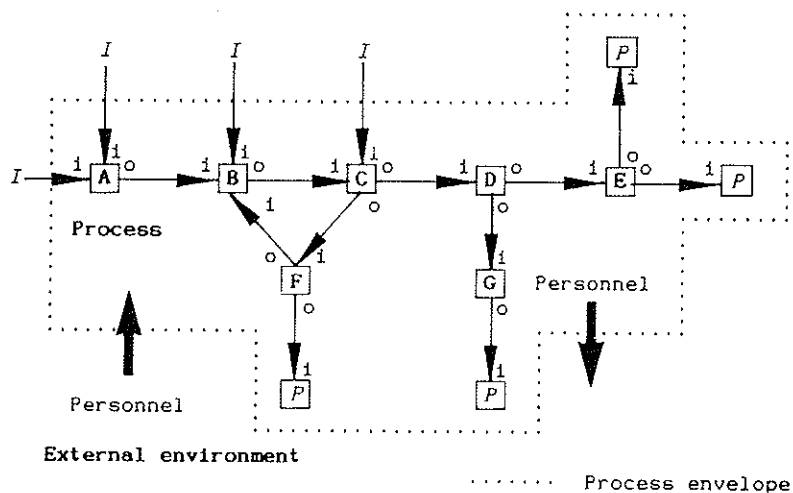 I I I P
i i i i
I i A o i B o i C o i D o i E o o i P
Process i o o
o i i
F G Personnel
o o
i i
P P
Personnel
External environment
Process envelope